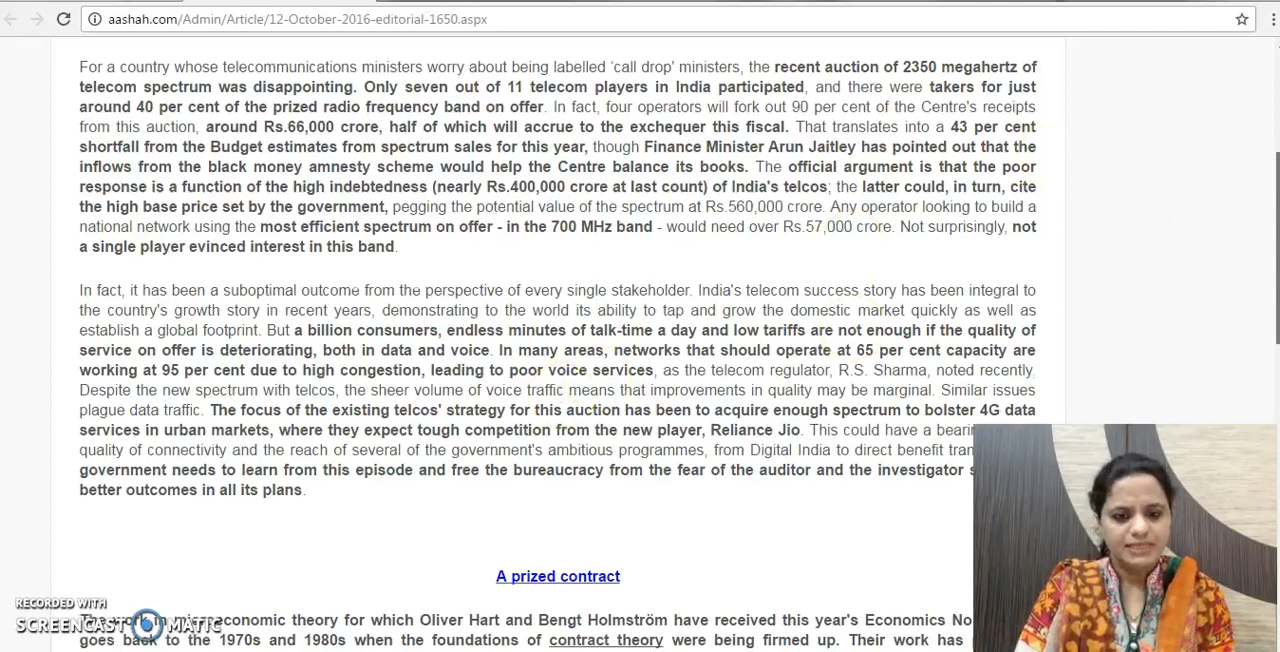 aashah.com/Admin/Article/12-October-2016-editorial-1650.aspx
For a country whose telecommunications ministers worry about being labelled 'call drop' ministers, the recent auction of 2350 megahertz of
telecom spectrum was disappointing. Only seven out of 11 telecom players in India participated, and there were takers for just
around 40 per cent of the prized radio frequency band on offer. In fact, four operators will fork out 90 per cent of the Centre's receipts
from this auction, around Rs.66,000 crore, half of which will accrue to the exchequer this fiscal. That translates into a 43 per cent
shortfall from the Budget estimates from spectrum sales for this year, though Finance Minister Arun Jaitley has pointed out that the
inflows from the black money amnesty scheme would help the Centre balance its books. The official argument is that the poor
response is a function of the high indebtedness (nearly Rs.400,000 crore at last count) of India's telcos; the latter could, in turn, cite
the high base price set by the government, pegging the potential value of the spectrum at Rs.560,000 crore. Any operator looking to build a
national network using the most efficient spectrum on offer - in the 700 MHz band - would need over Rs.57,000 crore. Not surprisingly, not
a single player evinced interest in this band.
In fact, it has been a suboptimal outcome from the perspective of every single stakeholder. India's telecom success story has been integral to
the country's growth story in recent years, demonstrating to the world its ability to tap and grow the domestic market quickly as well as
establish a global footprint. But a billion consumers, endless minutes of talk-time a day and low tariffs are not enough if the quality of
service on offer is deteriorating, both in data and voice. In many areas, networks that should operate at 65 per cent capacity are
working at 95 per cent due to high congestion, leading to poor voice services, as the telecom regulator, R.S. Sharma, noted recently.
Despite the new spectrum with telcos, the sheer volume of voice traffic means that improvements in quality may be marginal. Similar issues
plague data traffic. The focus of the existing telcos' strategy for this auction has been to acquire enough spectrum to bolster 4G data
services in urban markets, where they expect tough competition from the new player, Reliance Jio. This could have a
quality of connectivity and the reach of several of the government's ambitious programmes, from Digital India to direct benefit
government needs to learn from this episode and free the bureaucracy from the fear of the auditor and the investigator
better outcomes in all its plans.
A prized contract
economic theory for which Oliver Hart and Bengt Holmström have received this year's Economics
goes back to the 1970s and 1980s when the foundations of contract theory were being firmed up. Their work has
RECORDED WITH
SCREENCAST MATIC